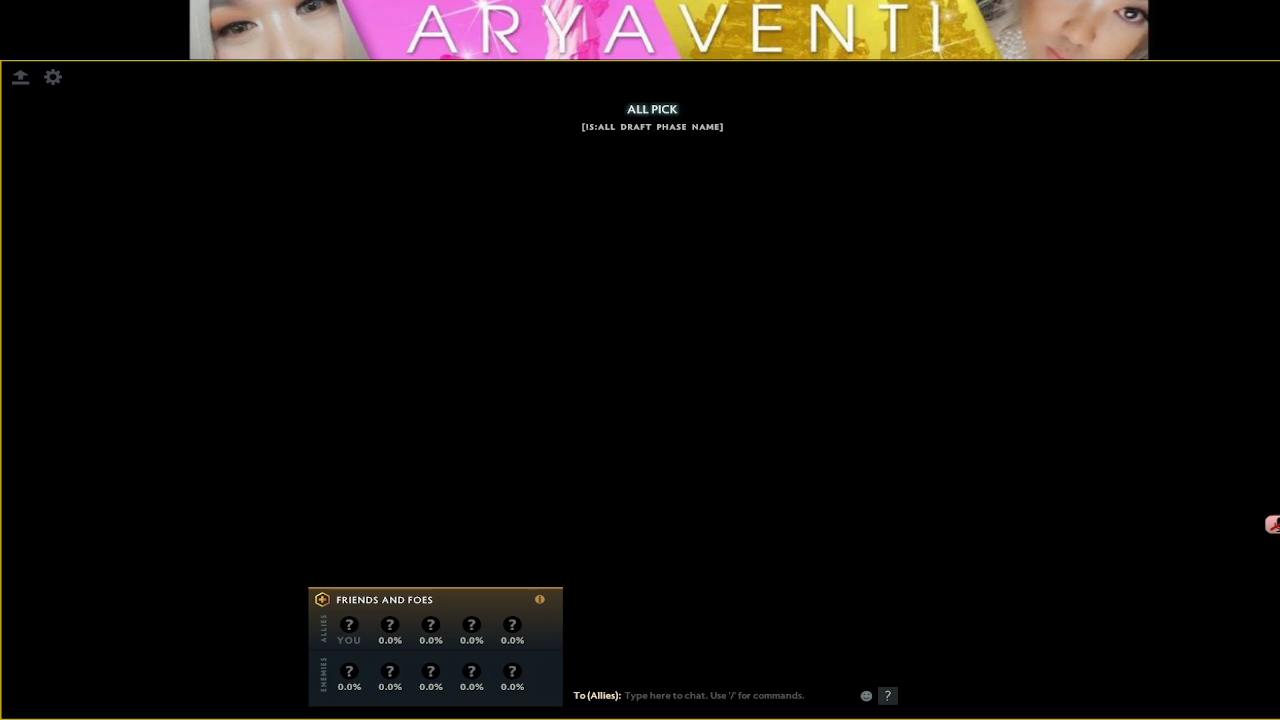 ARYAVENTI
ALL PICK
[!S:ALL DRAFT PHASE NAME]
FRIENDS AND FOES
ALLIES
? ? ? ? ?
YOU 0.0% 0.0% 0.0% 0.0%
ENEMIES
? ? ? ? ?
0.0% 0.0% 0.0% 0.0% 0.0%
To (Allies): Type here to chat. Use '/' for commands. ?